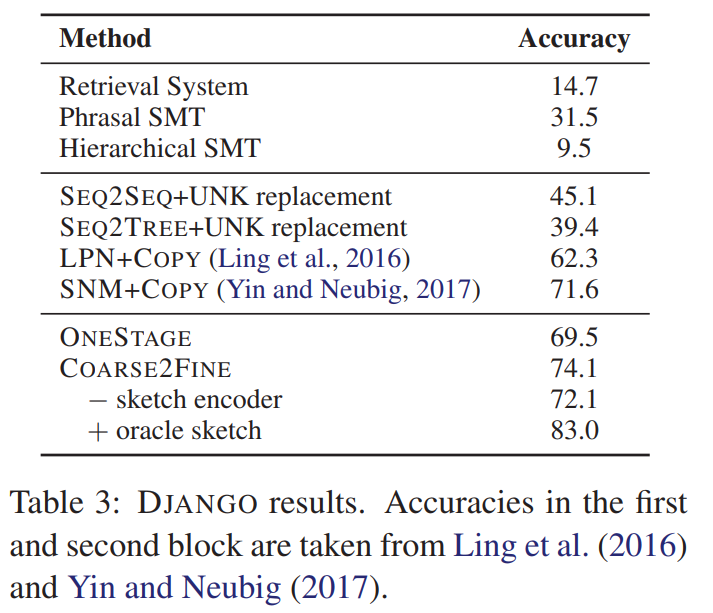 Method Accuracy
Retrieval System 14.7
Phrasal SMT 31.5
Hierarchical SMT 9.5
SEQ2SEQ+UNK replacement 45.1
SEQ2TREE+UNK replacement 39.4
LPN+COPY (Ling et al., 2016) 62.3
SNM+COPY (Yin and Neubig, 2017) 71.6
ONESTAGE 69.5
COARSE2FINE 74.1
− sketch encoder 72.1
+ oracle sketch 83.0
Table 3: DJANGO results. Accuracies in the first
and second block are taken from Ling et al. (2016)
and Yin and Neubig (2017).